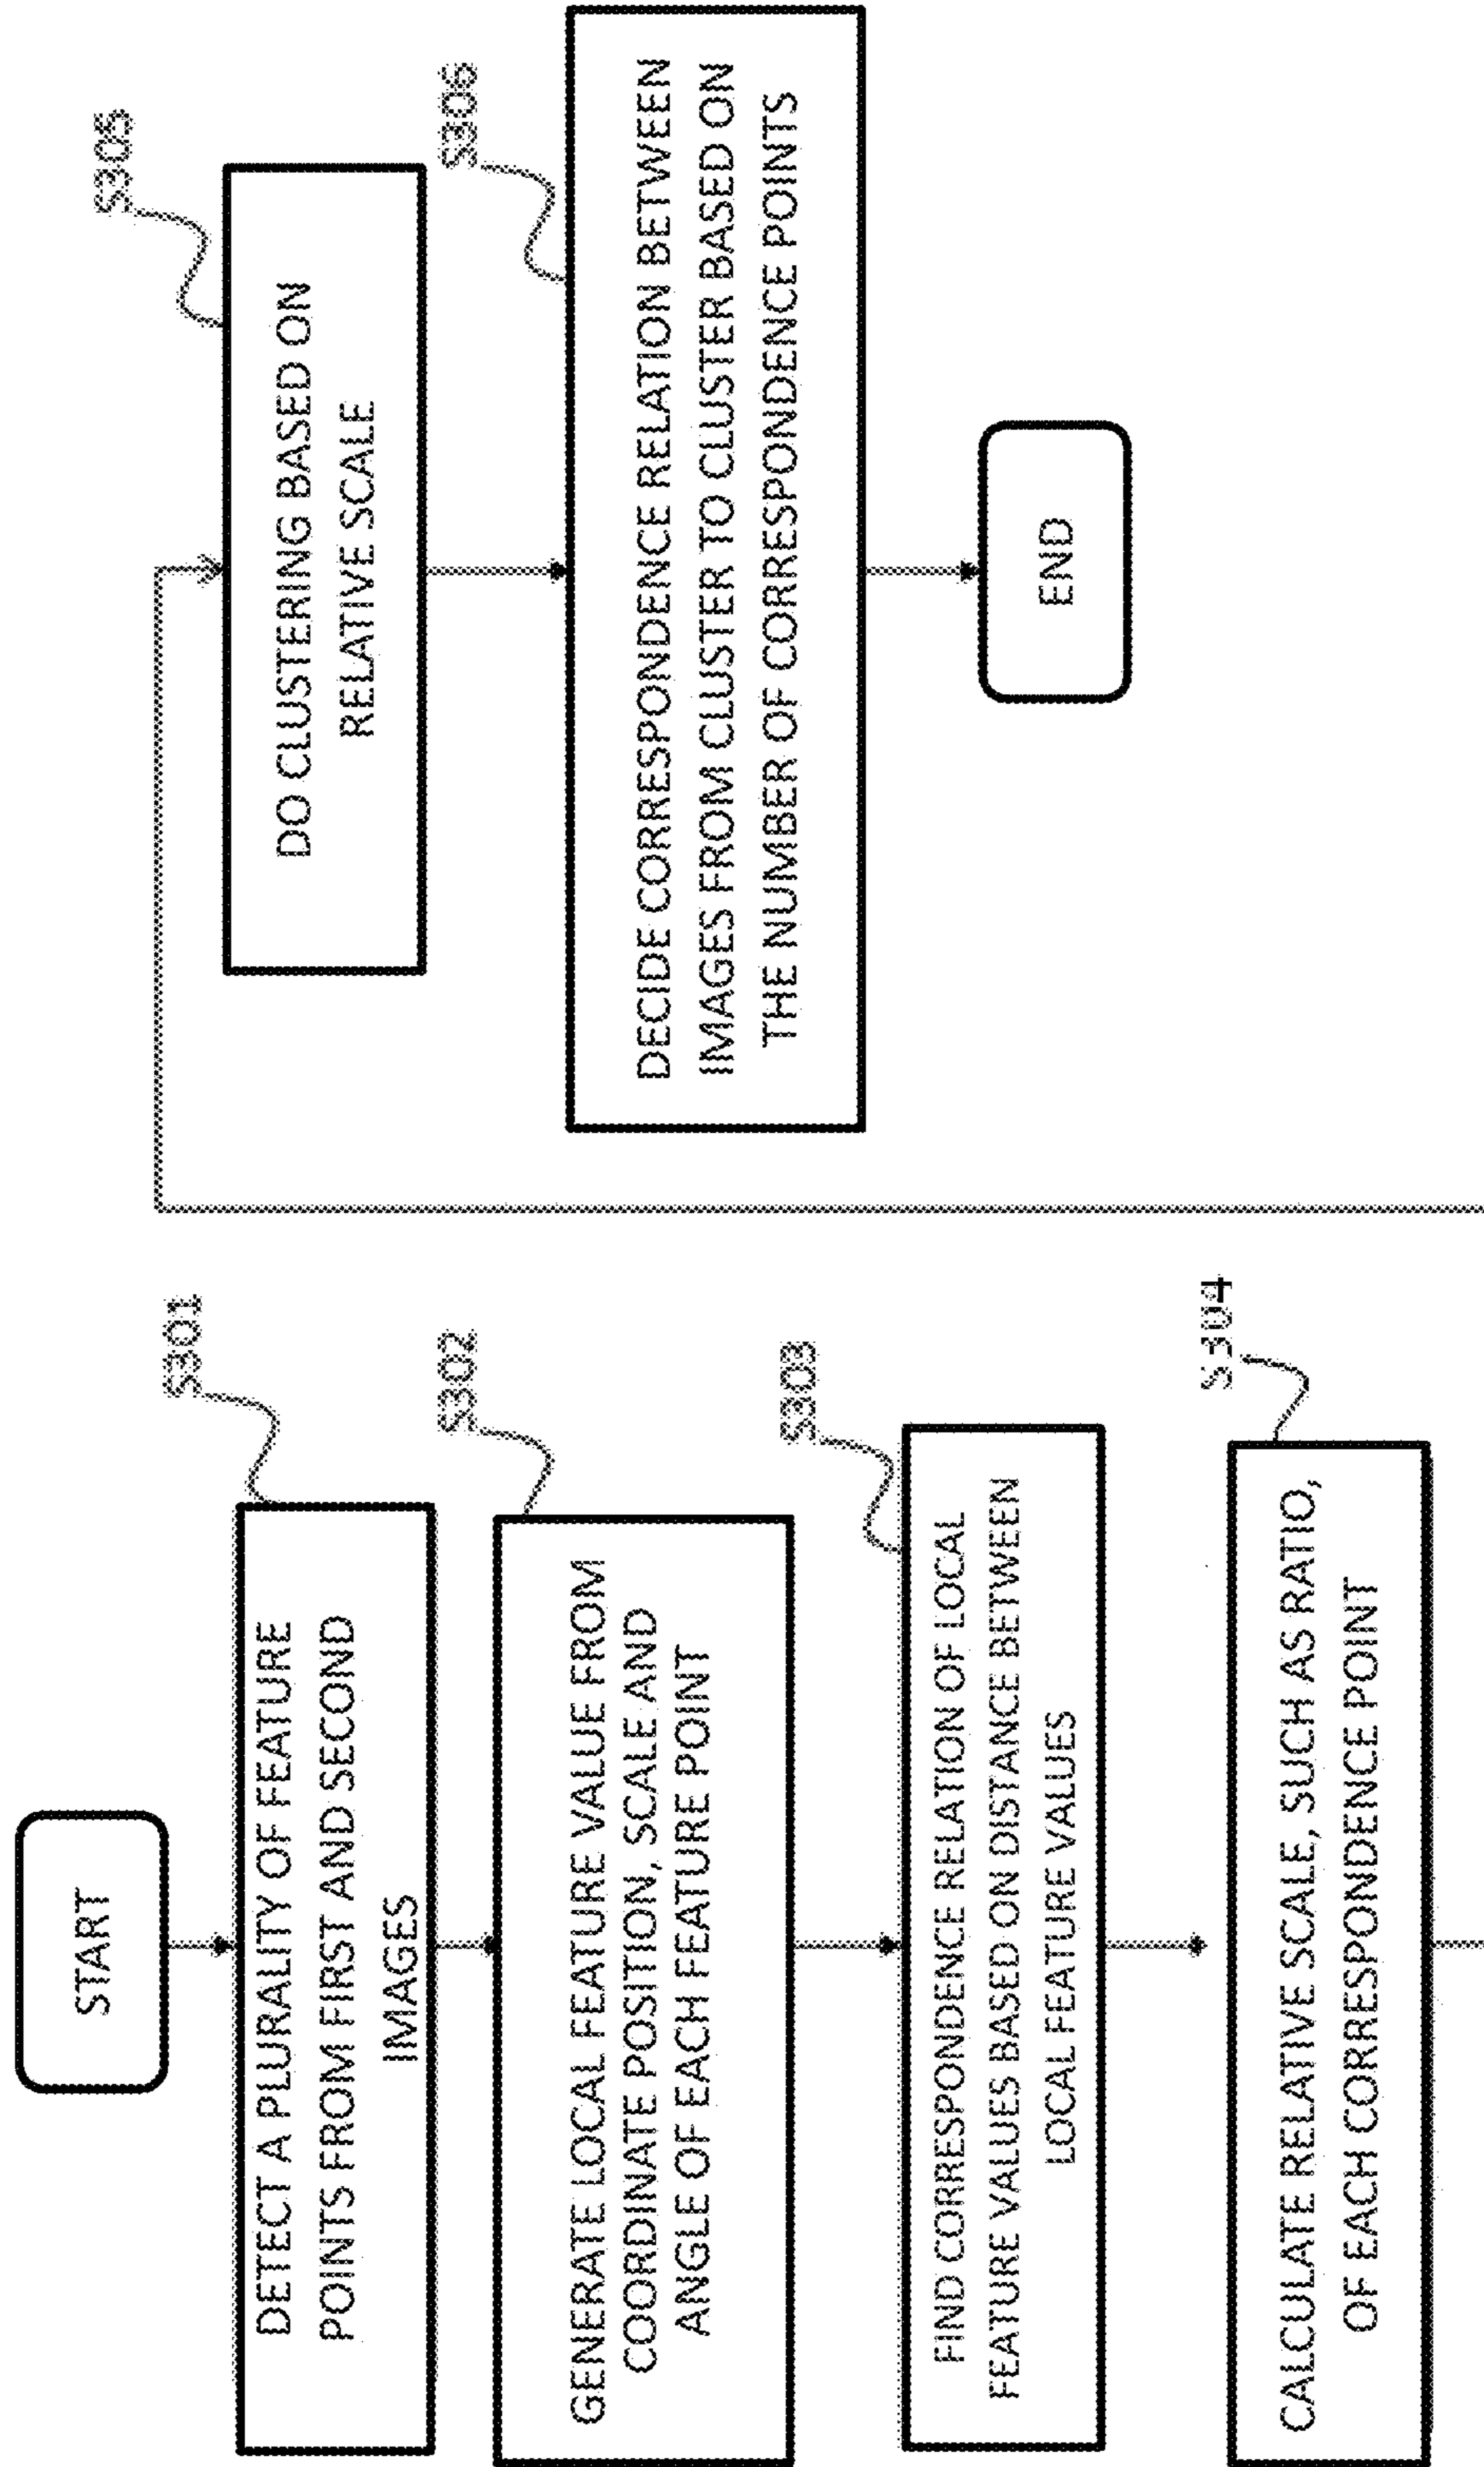 START
S301
DETECT A PLURALITY OF FEATURE
POINTS FROM FIRST AND SECOND
IMAGES
S302
GENERATE LOCAL FEATURE VALUE FROM
COORDINATE POSITION, SCALE AND
ANGLE OF EACH FEATURE POINT
S303
FIND CORRESPONDENCE RELATION OF LOCAL
FEATURE VALUES BASED ON DISTANCE BETWEEN
LOCAL FEATURE VALUES
S304
CALCULATE RELATIVE SCALE, SUCH AS RATIO,
OF EACH CORRESPONDENCE POINT
S305
DO CLUSTERING BASED ON
RELATIVE SCALE
S306
DECIDE CORRESPONDENCE RELATION BETWEEN
IMAGES FROM CLUSTER TO CLUSTER BASED ON
THE NUMBER OF CORRESPONDENCE POINTS
END